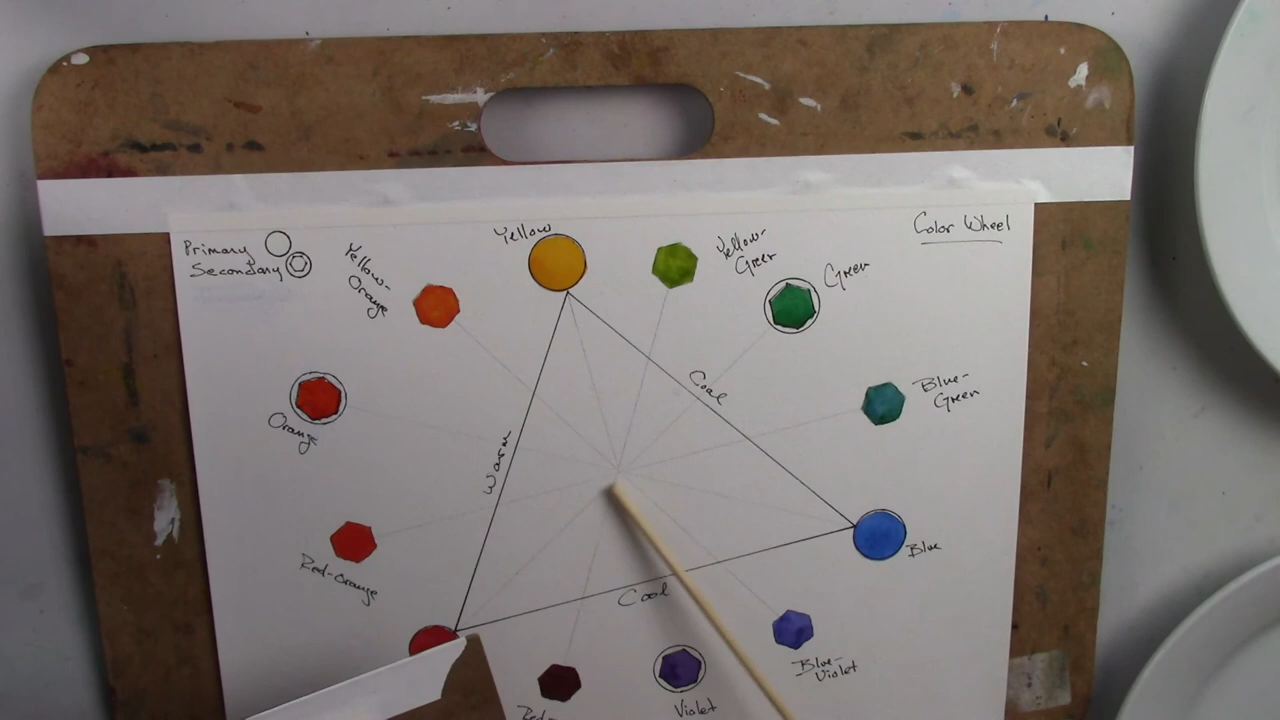 Color Wheel
Primary
Secondary
Yellow-
Orange
Yellow
Yellow-
Green
Green
Orange
Warm
Cool
Blue-
Green
Red-Orange
Cool
Blue
Blue-
Violet
Violet
Red-